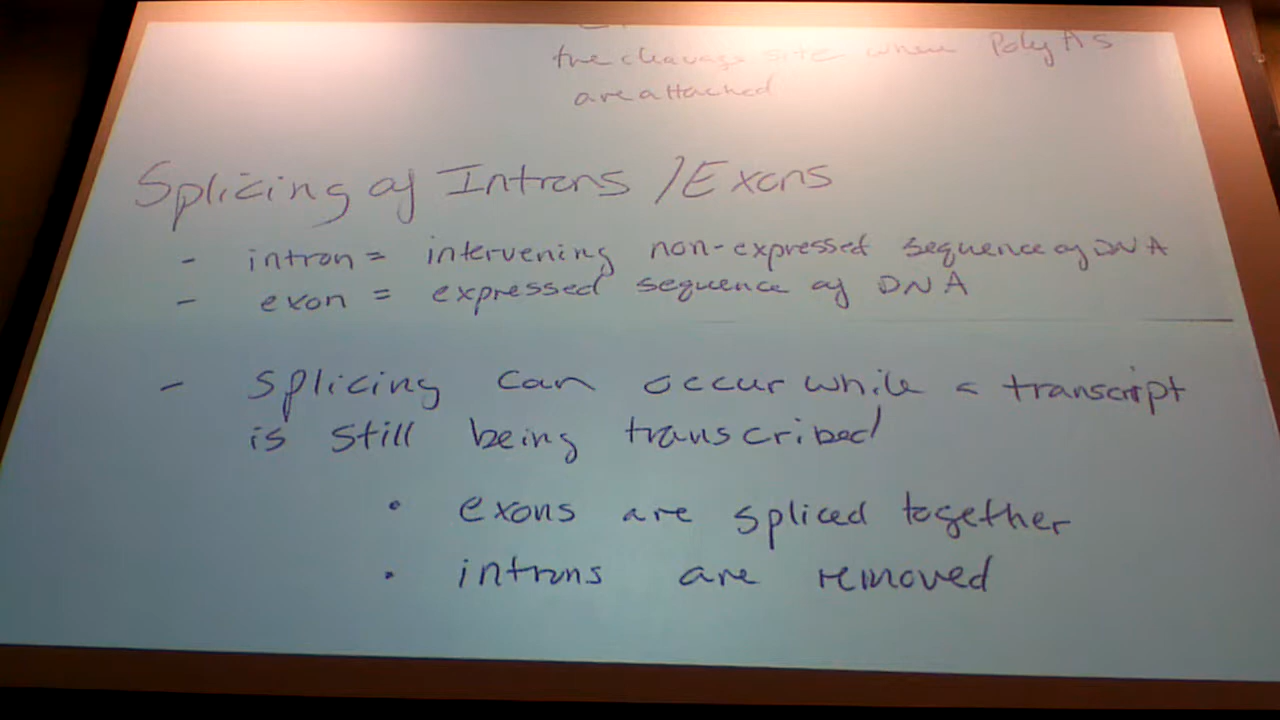 the cleavage site where Poly As
are attached
Splicing of Introns / Exons
- intron = intervening non-expressed sequence of DNA
- exon = expressed sequence of DNA
- splicing can occur while a transcript
is still being transcribed
• exons are spliced together
• introns are removed